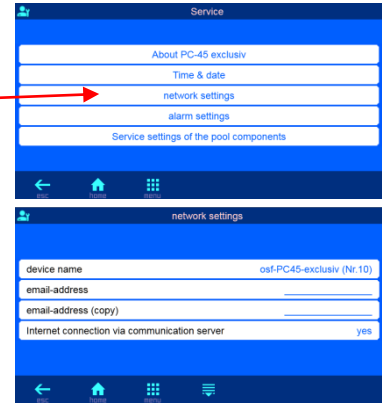 Service
About PC-45 exclusiv
Time & date
network settings
alarm settings
Service settings of the pool components
esc home menu
network settings
device name osf-PC45-exclusiv (Nr.10)
email-address
email-address (copy)
Internet connection via communication server yes
esc home menu